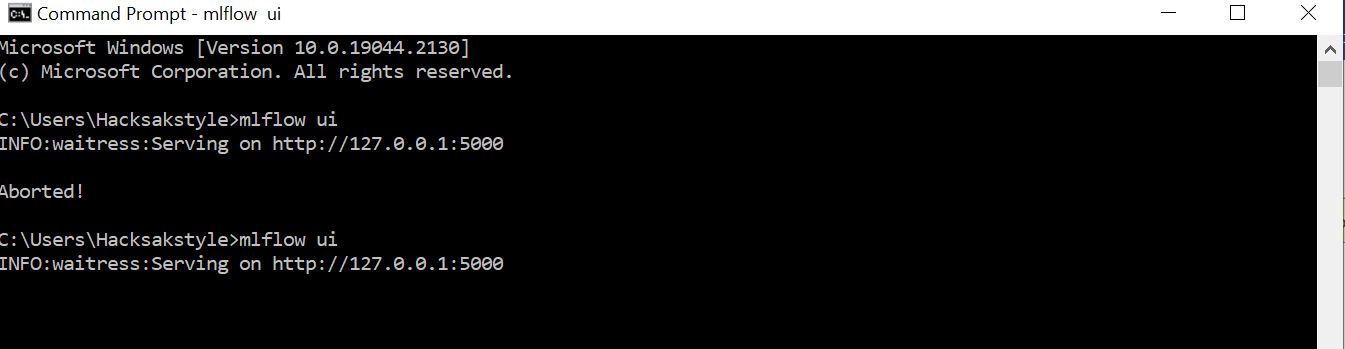 Command Prompt - mlflow  ui
Microsoft Windows [Version 10.0.19044.2130]
(c) Microsoft Corporation. All rights reserved.
C:\Users\Hacksakstyle>mlflow ui
INFO:waitress:Serving on http://127.0.0.1:5000
Aborted!
C:\Users\Hacksakstyle>mlflow ui
INFO:waitress:Serving on http://127.0.0.1:5000